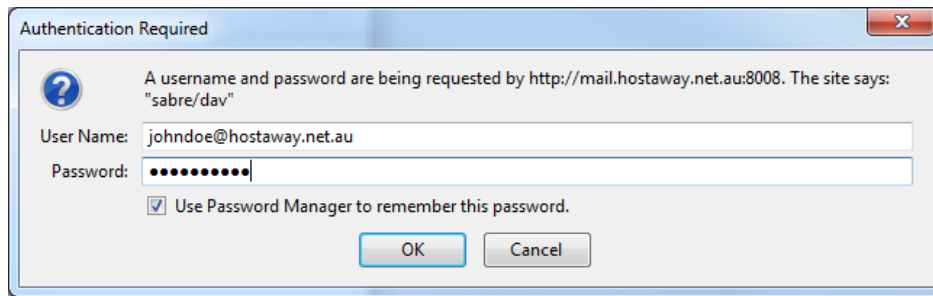 Authentication Required
A username and password are being requested by http://mail.hostaway.net.au:8008. The site says:
"sabre/dav"
User Name: johndoe@hostaway.net.au
Password: ●●●●●●●●●●
Use Password Manager to remember this password.
OK Cancel